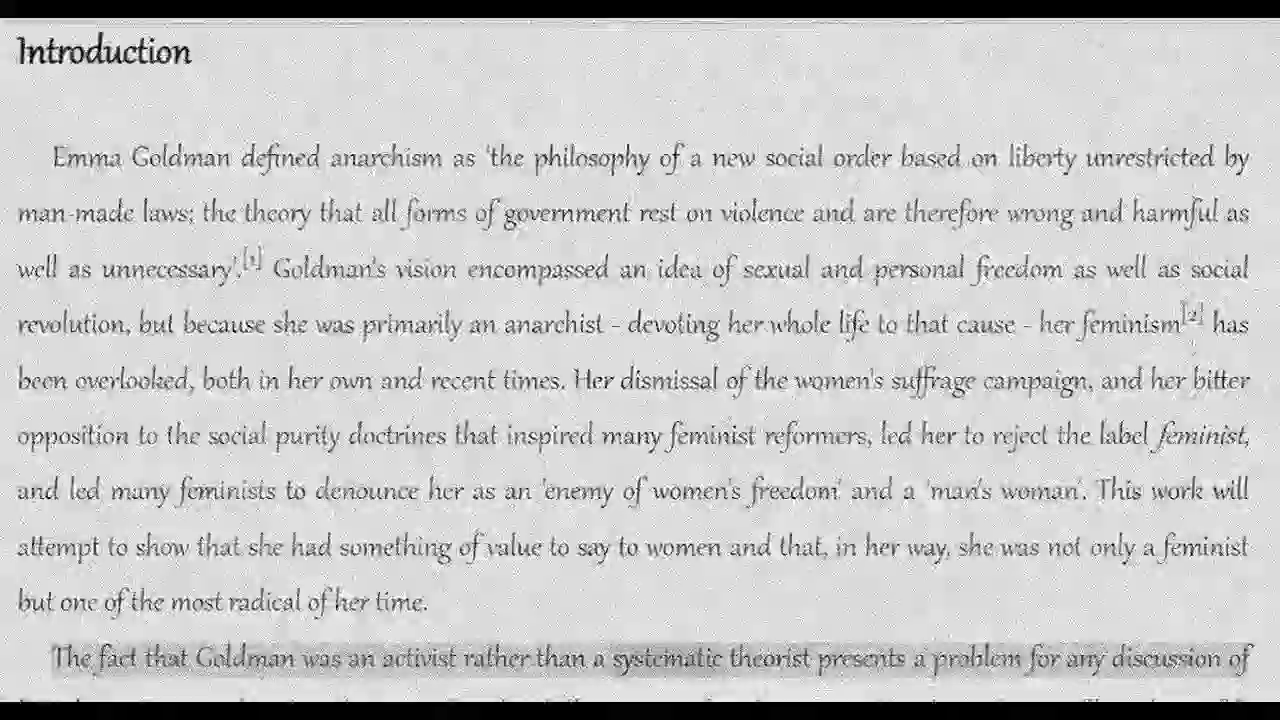 Introduction
Emma Goldman defined anarchism as 'the philosophy of a new social order based on liberty unrestricted by
man-made laws; the theory that all forms of government rest on violence and are therefore wrong and harmful as
well as unnecessary'.[1] Goldman's vision encompassed an idea of sexual and personal freedom as well as social
revolution, but because she was primarily an anarchist - devoting her whole life to that cause - her feminism[2] has
been overlooked, both in her own and recent times. Her dismissal of the women's suffrage campaign, and her bitter
opposition to the social purity doctrines that inspired many feminist reformers, led her to reject the label feminist,
and led many feminists to denounce her as an 'enemy of women's freedom' and a 'man's woman'. This work will
attempt to show that she had something of value to say to women and that, in her way, she was not only a feminist
but one of the most radical of her time.
The fact that Goldman was an activist rather than a systematic theorist presents a problem for any discussion of